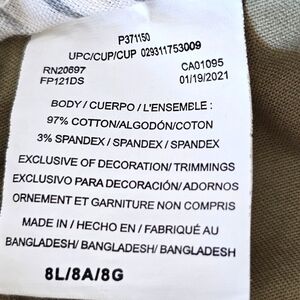 P371150
UPC/CUP/CUP 029311753009
RN20697 CA01095
FP121DS 01/19/2021
BODY / CUERPO / L'ENSEMBLE :
97% COTTON/ALGODÓN/COTON
3% SPANDEX / SPANDEX / SPANDEX
EXCLUSIVE OF DECORATION/ TRIMMINGS
EXCLUSIVO PARA DECORACIÓN/ ADORNOS
ORNEMENT ET GARNITURE NON COMPRIS
MADE IN / HECHO EN / FABRIQUÉ AU
BANGLADESH/ BANGLADESH/ BANGLADESH
8L/8A/8G